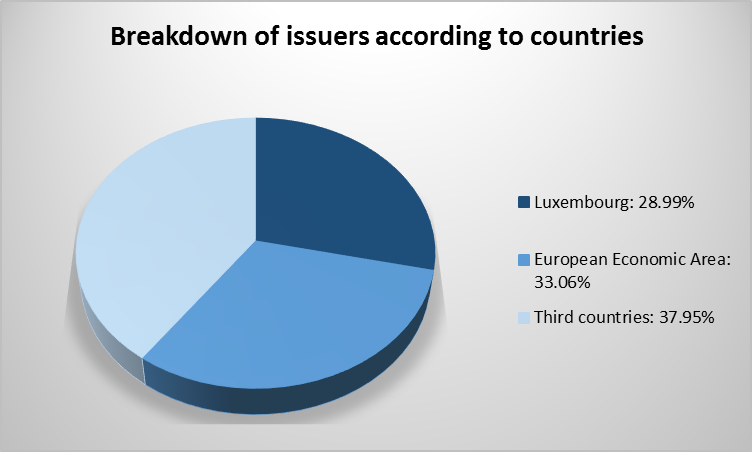 Breakdown of issuers according to countries
Luxembourg: 28.99%
European Economic Area:
33.06%
Third countries: 37.95%